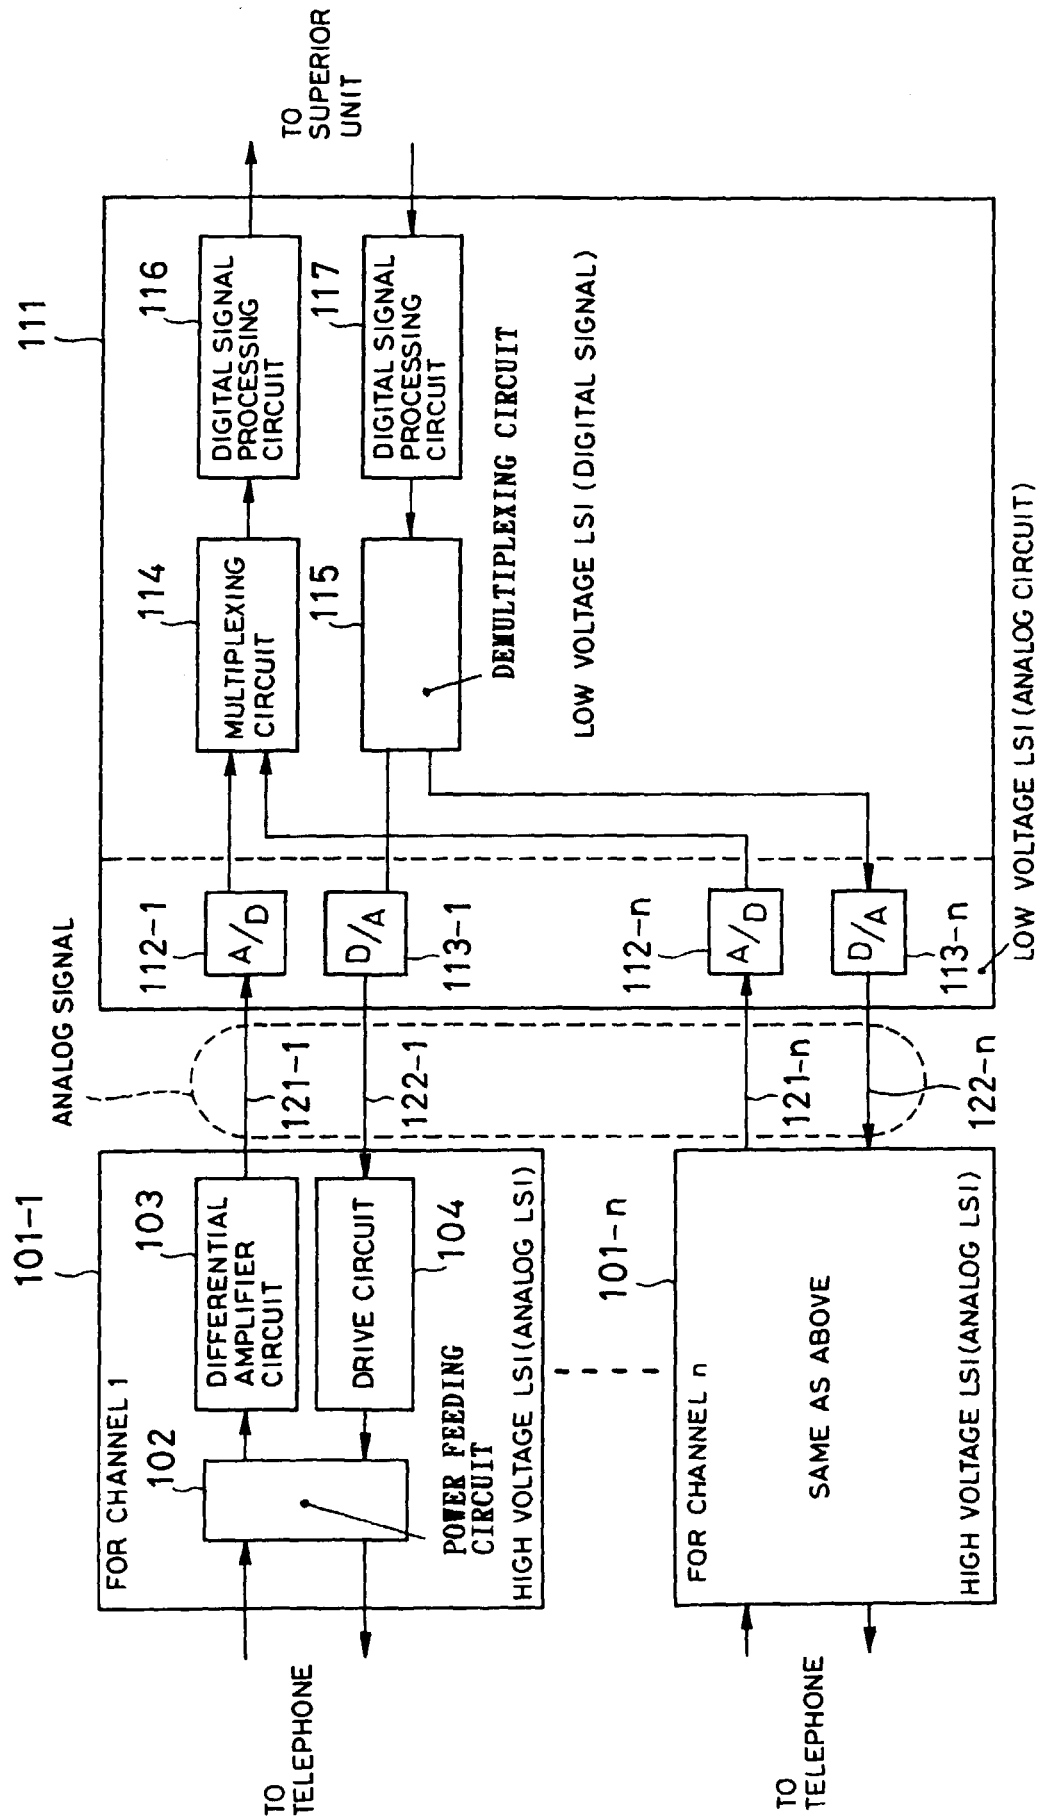 101-1
FOR CHANNEL 1
102
103
DIFFERENTIAL
AMPLIFIER
CIRCUIT
DRIVE CIRCUIT
104
POWER FEEDING
CIRCUIT
HIGH VOLTAGE LSI(ANALOG LSI)
TO
TELEPHONE
ANALOG SIGNAL
121-1
122-1
111
112-1
A/D
D/A
113-1
114
MULTIPLEXING
CIRCUIT
115
DEMULTIPLEXING CIRCUIT
116
DIGITAL SIGNAL
PROCESSING
CIRCUIT
117
DIGITAL SIGNAL
PROCESSING
CIRCUIT
TO
SUPERIOR
UNIT
LOW VOLTAGE LSI (DIGITAL SIGNAL)
101-n
FOR CHANNEL n
SAME AS ABOVE
HIGH VOLTAGE LSI(ANALOG LSI)
TO
TELEPHONE
121-n
122-n
112-n
A/D
D/A
113-n
LOW VOLTAGE LSI (ANALOG CIRCUIT)